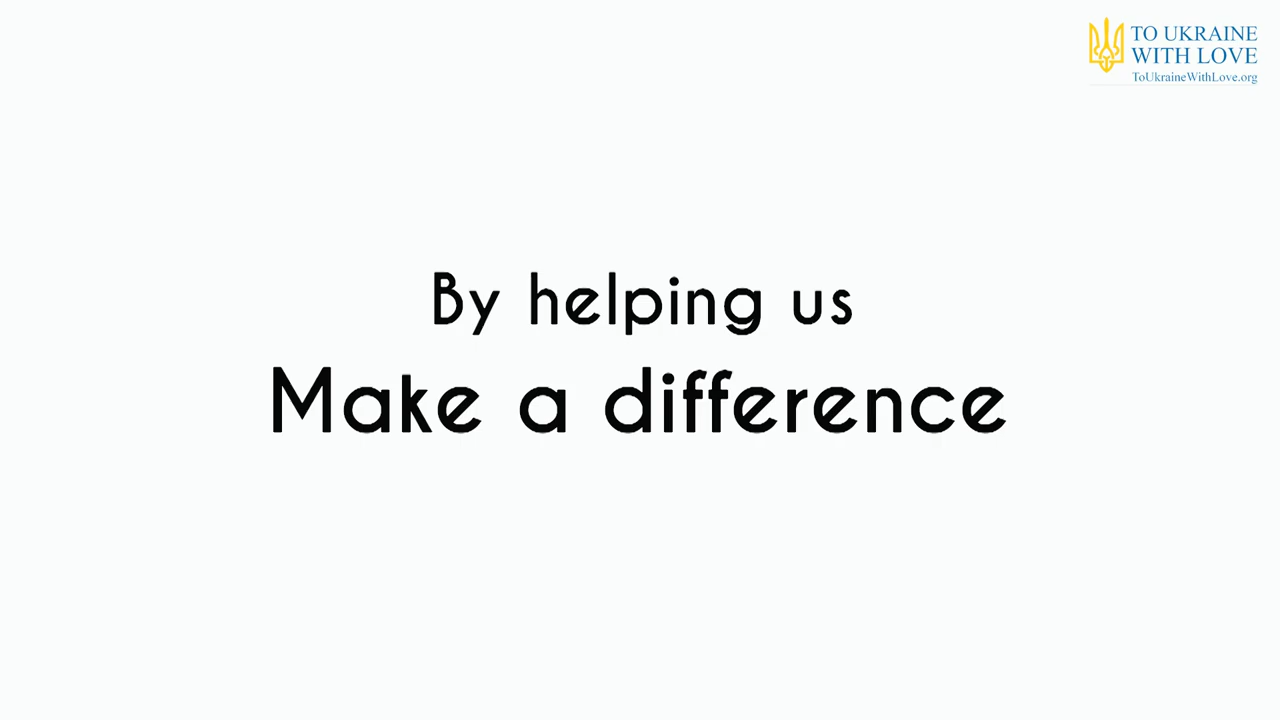 TO UKRAINE
WITH LOVE
ToUkraineWithLove.org
By helping us
Make a difference